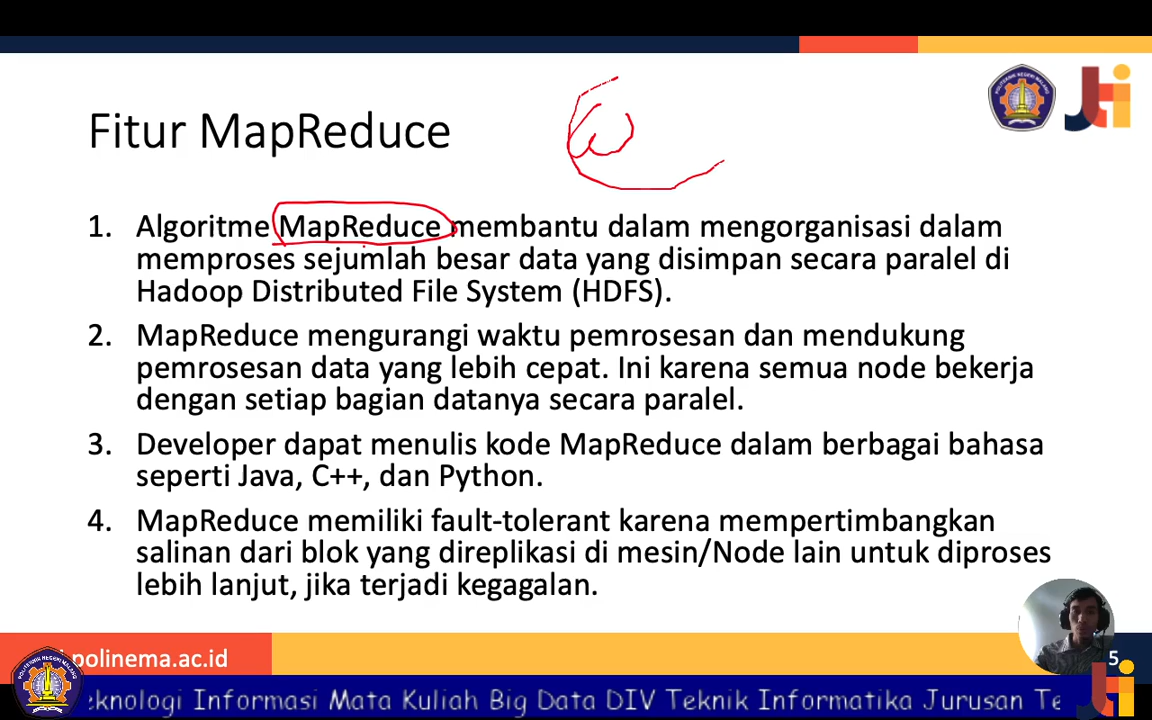 Fitur MapReduce
1. Algoritme MapReduce membantu dalam mengorganisasi dalam
memproses sejumlah besar data yang disimpan secara paralel di
Hadoop Distributed File System (HDFS).
2. MapReduce mengurangi waktu pemrosesan dan mendukung
pemrosesan data yang lebih cepat. Ini karena semua node bekerja
dengan setiap bagian datanya secara paralel.
3. Developer dapat menulis kode MapReduce dalam berbagai bahasa
seperti Java, C++, dan Python.
4. MapReduce memiliki fault-tolerant karena mempertimbangkan
salinan dari blok yang direplikasi di mesin/Node lain untuk diproses
lebih lanjut, jika terjadi kegagalan.
polinema.ac.id
5
eknologi Informasi Mata Kuliah Big Data DIV Teknik Informatika Jurusan Te